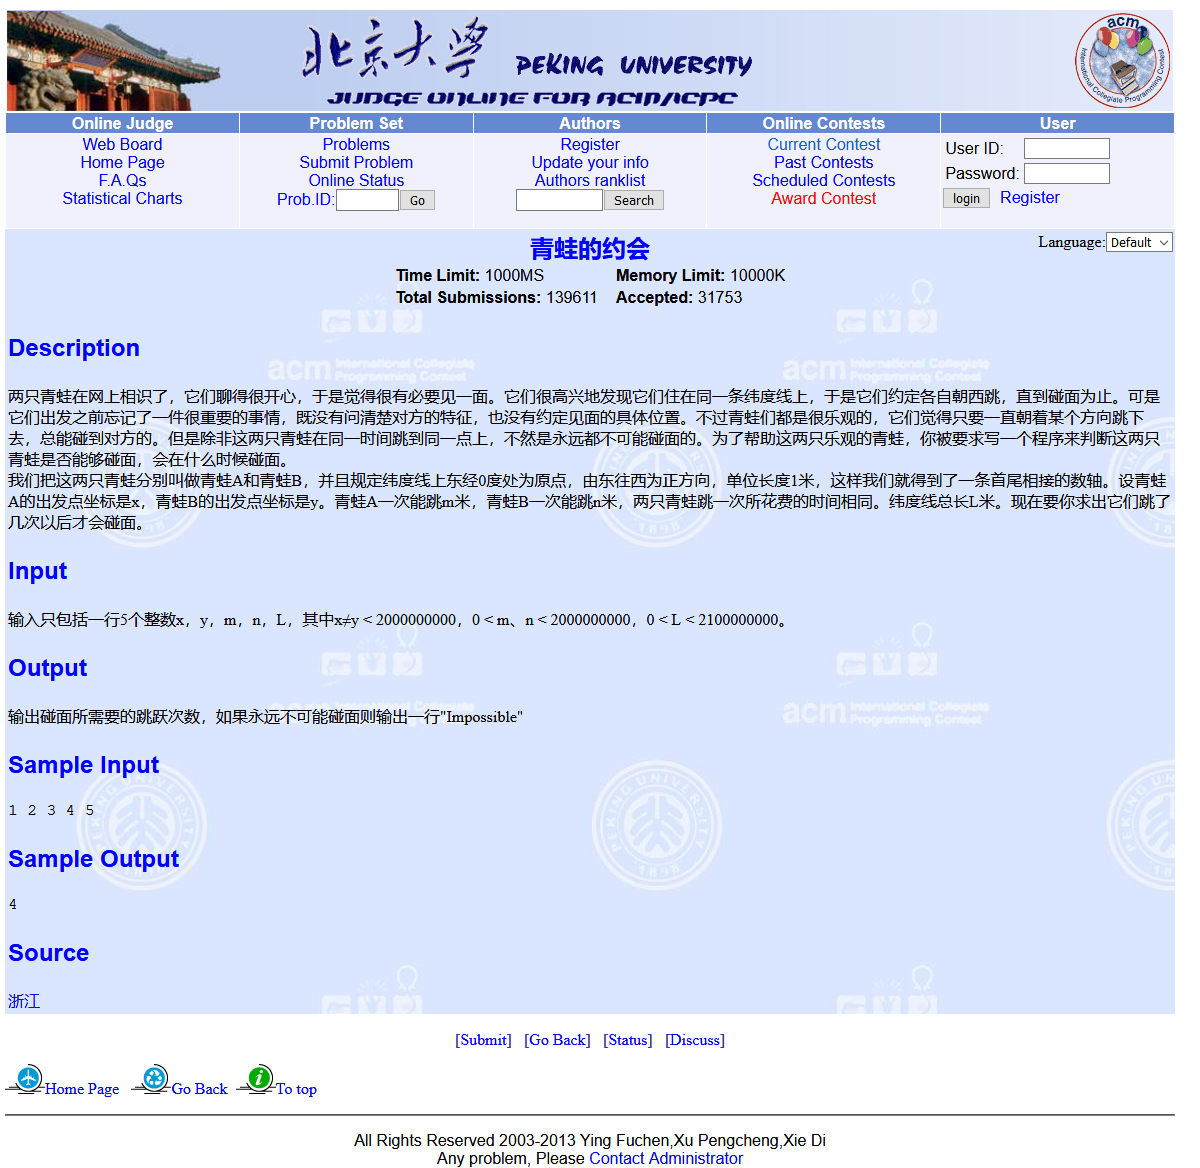 北京大學 PEKING UNIVERSITY
JUDGE ONLINE FOR ACM/ICPC
acm
International Collegiate Programming Contest
Online Judge Problem Set Authors Online Contests User
Web Board Problems Register Current Contest User ID:
Home Page Submit Problem Update your info Past Contests Password:
F.A.Qs Online Status Authors ranklist Scheduled Contests login Register
Statistical Charts Prob.ID: Go Search Award Contest
青蛙的约会
Language: Default
Time Limit: 1000MS Memory Limit: 10000K
Total Submissions: 139611 Accepted: 31753
Description
两只青蛙在网上相识了，它们聊得很开心，于是觉得很有必要见一面。它们很高兴地发现它们住在同一条纬度线上，于是它们约定各自朝西跳，直到碰面为止。可是
它们出发之前忘记了一件很重要的事情，既没有问清楚对方的特征，也没有约定见面的具体位置。不过青蛙们都是很乐观的，它们觉得只要一直朝着某个方向跳下
去，总能碰到对方的。但是除非这两只青蛙在同一时间跳到同一点上，不然是永远都不可能碰面的。为了帮助这两只乐观的青蛙，你被要求写一个程序来判断这两只
青蛙是否能够碰面，会在什么时候碰面。
我们把这两只青蛙分别叫做青蛙A和青蛙B，并且规定纬度线上东经0度处为原点，由东往西为正方向，单位长度1米，这样我们就得到了一条首尾相接的数轴。设青蛙
A的出发点坐标是x，青蛙B的出发点坐标是y。青蛙A一次能跳m米，青蛙B一次能跳n米，两只青蛙跳一次所花费的时间相同。纬度线总长L米。现在要你求出它们跳了
几次以后才会碰面。
Input
输入只包括一行5个整数x，y，m，n，L，其中x≠y < 2000000000，0 < m、n < 2000000000，0 < L < 2100000000。
Output
输出碰面所需要的跳跃次数，如果永远不可能碰面则输出一行"Impossible"
Sample Input
1 2 3 4 5
Sample Output
4
Source
浙江
[Submit] [Go Back] [Status] [Discuss]
Home Page Go Back To top
All Rights Reserved 2003-2013 Ying Fuchen,Xu Pengcheng,Xie Di
Any problem, Please Contact Administrator